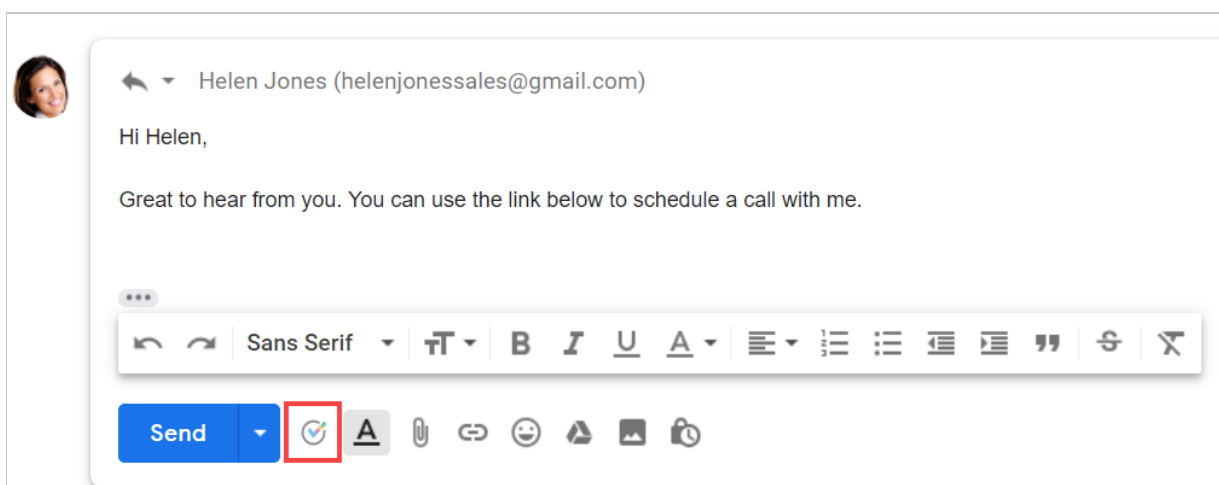 Helen Jones (helenjonessales@gmail.com)
Hi Helen,
Great to hear from you. You can use the link below to schedule a call with me.
Sans Serif
Send